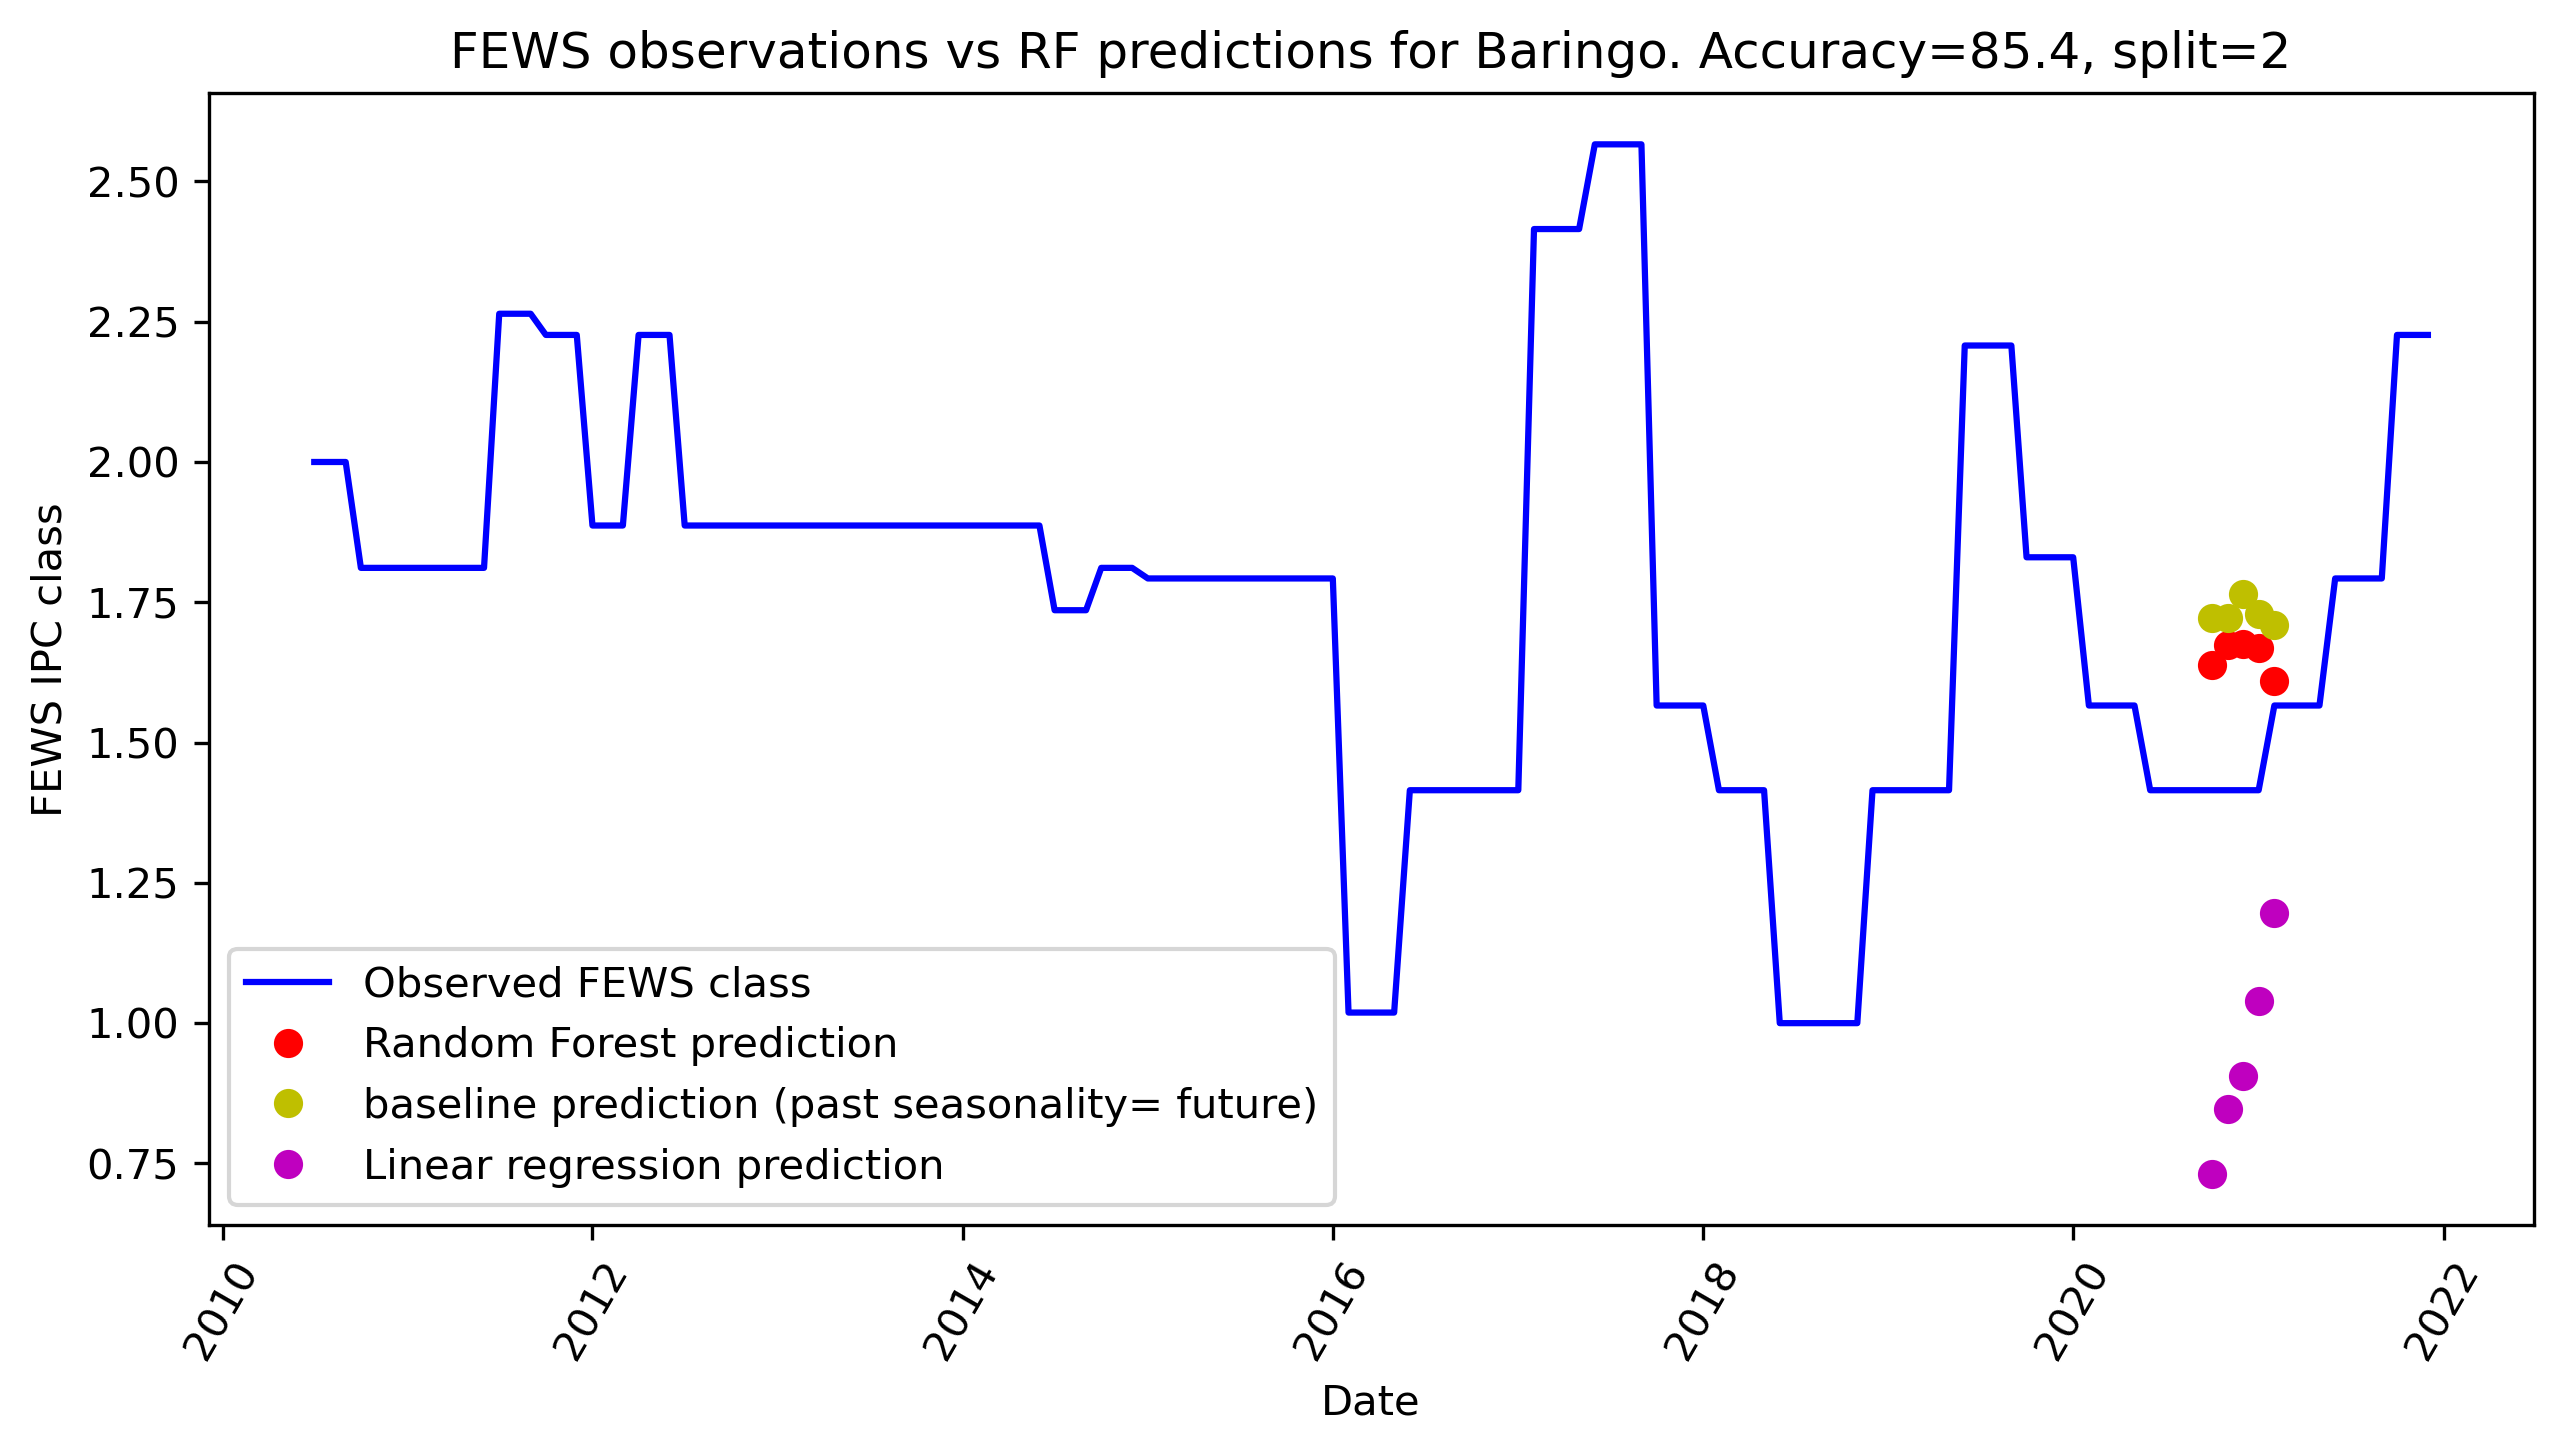 FEWS observations vs RF predictions for Baringo. Accuracy=85.4, split=2
FEWS IPC class
2.50
2.25
2.00
1.75
1.50
1.25
1.00
0.75
Observed FEWS class
Random Forest prediction
baseline prediction (past seasonality= future)
Linear regression prediction
2010
2012
2014
2016
2018
2020
2022
Date